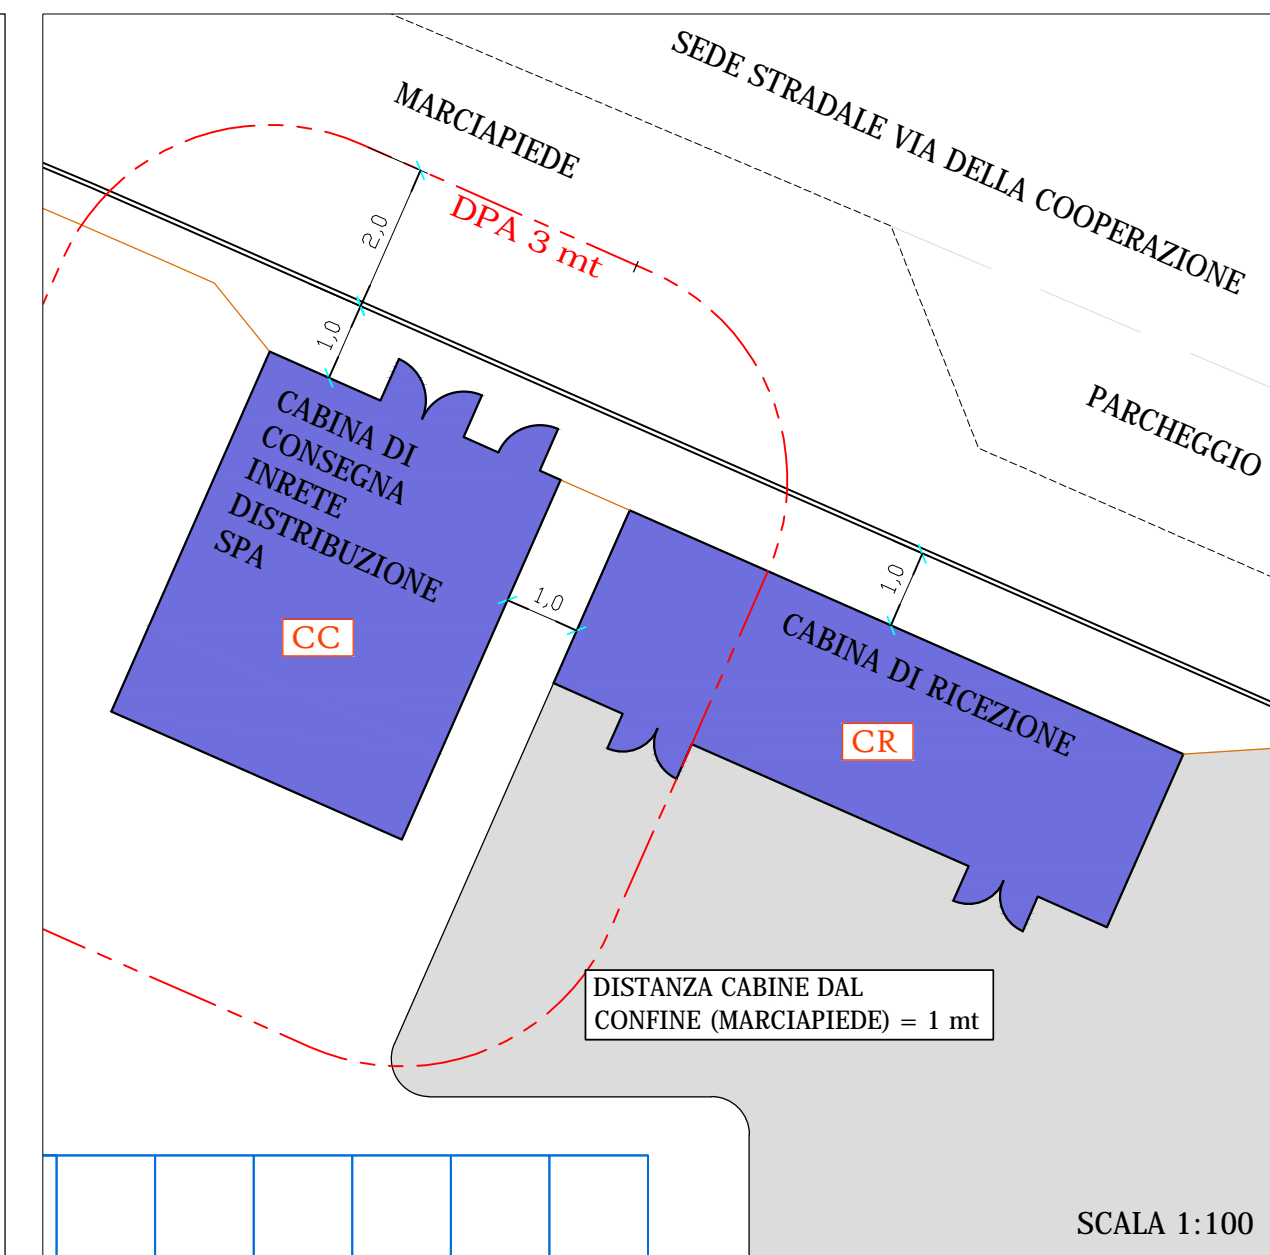 SEDE STRADALE VIA DELLA COOPERAZIONE
MARCIAPIEDE
DPA 3 mt
2,0
1,0
PARCHEGGIO
CABINA DI
CONSEGNA
INRETE
DISTRIBUZIONE
SPA
CC
1,0
1,0
CABINA DI RICEZIONE
CR
DISTANZA CABINE DAL
CONFINE (MARCIAPIEDE) = 1 mt
SCALA 1:100